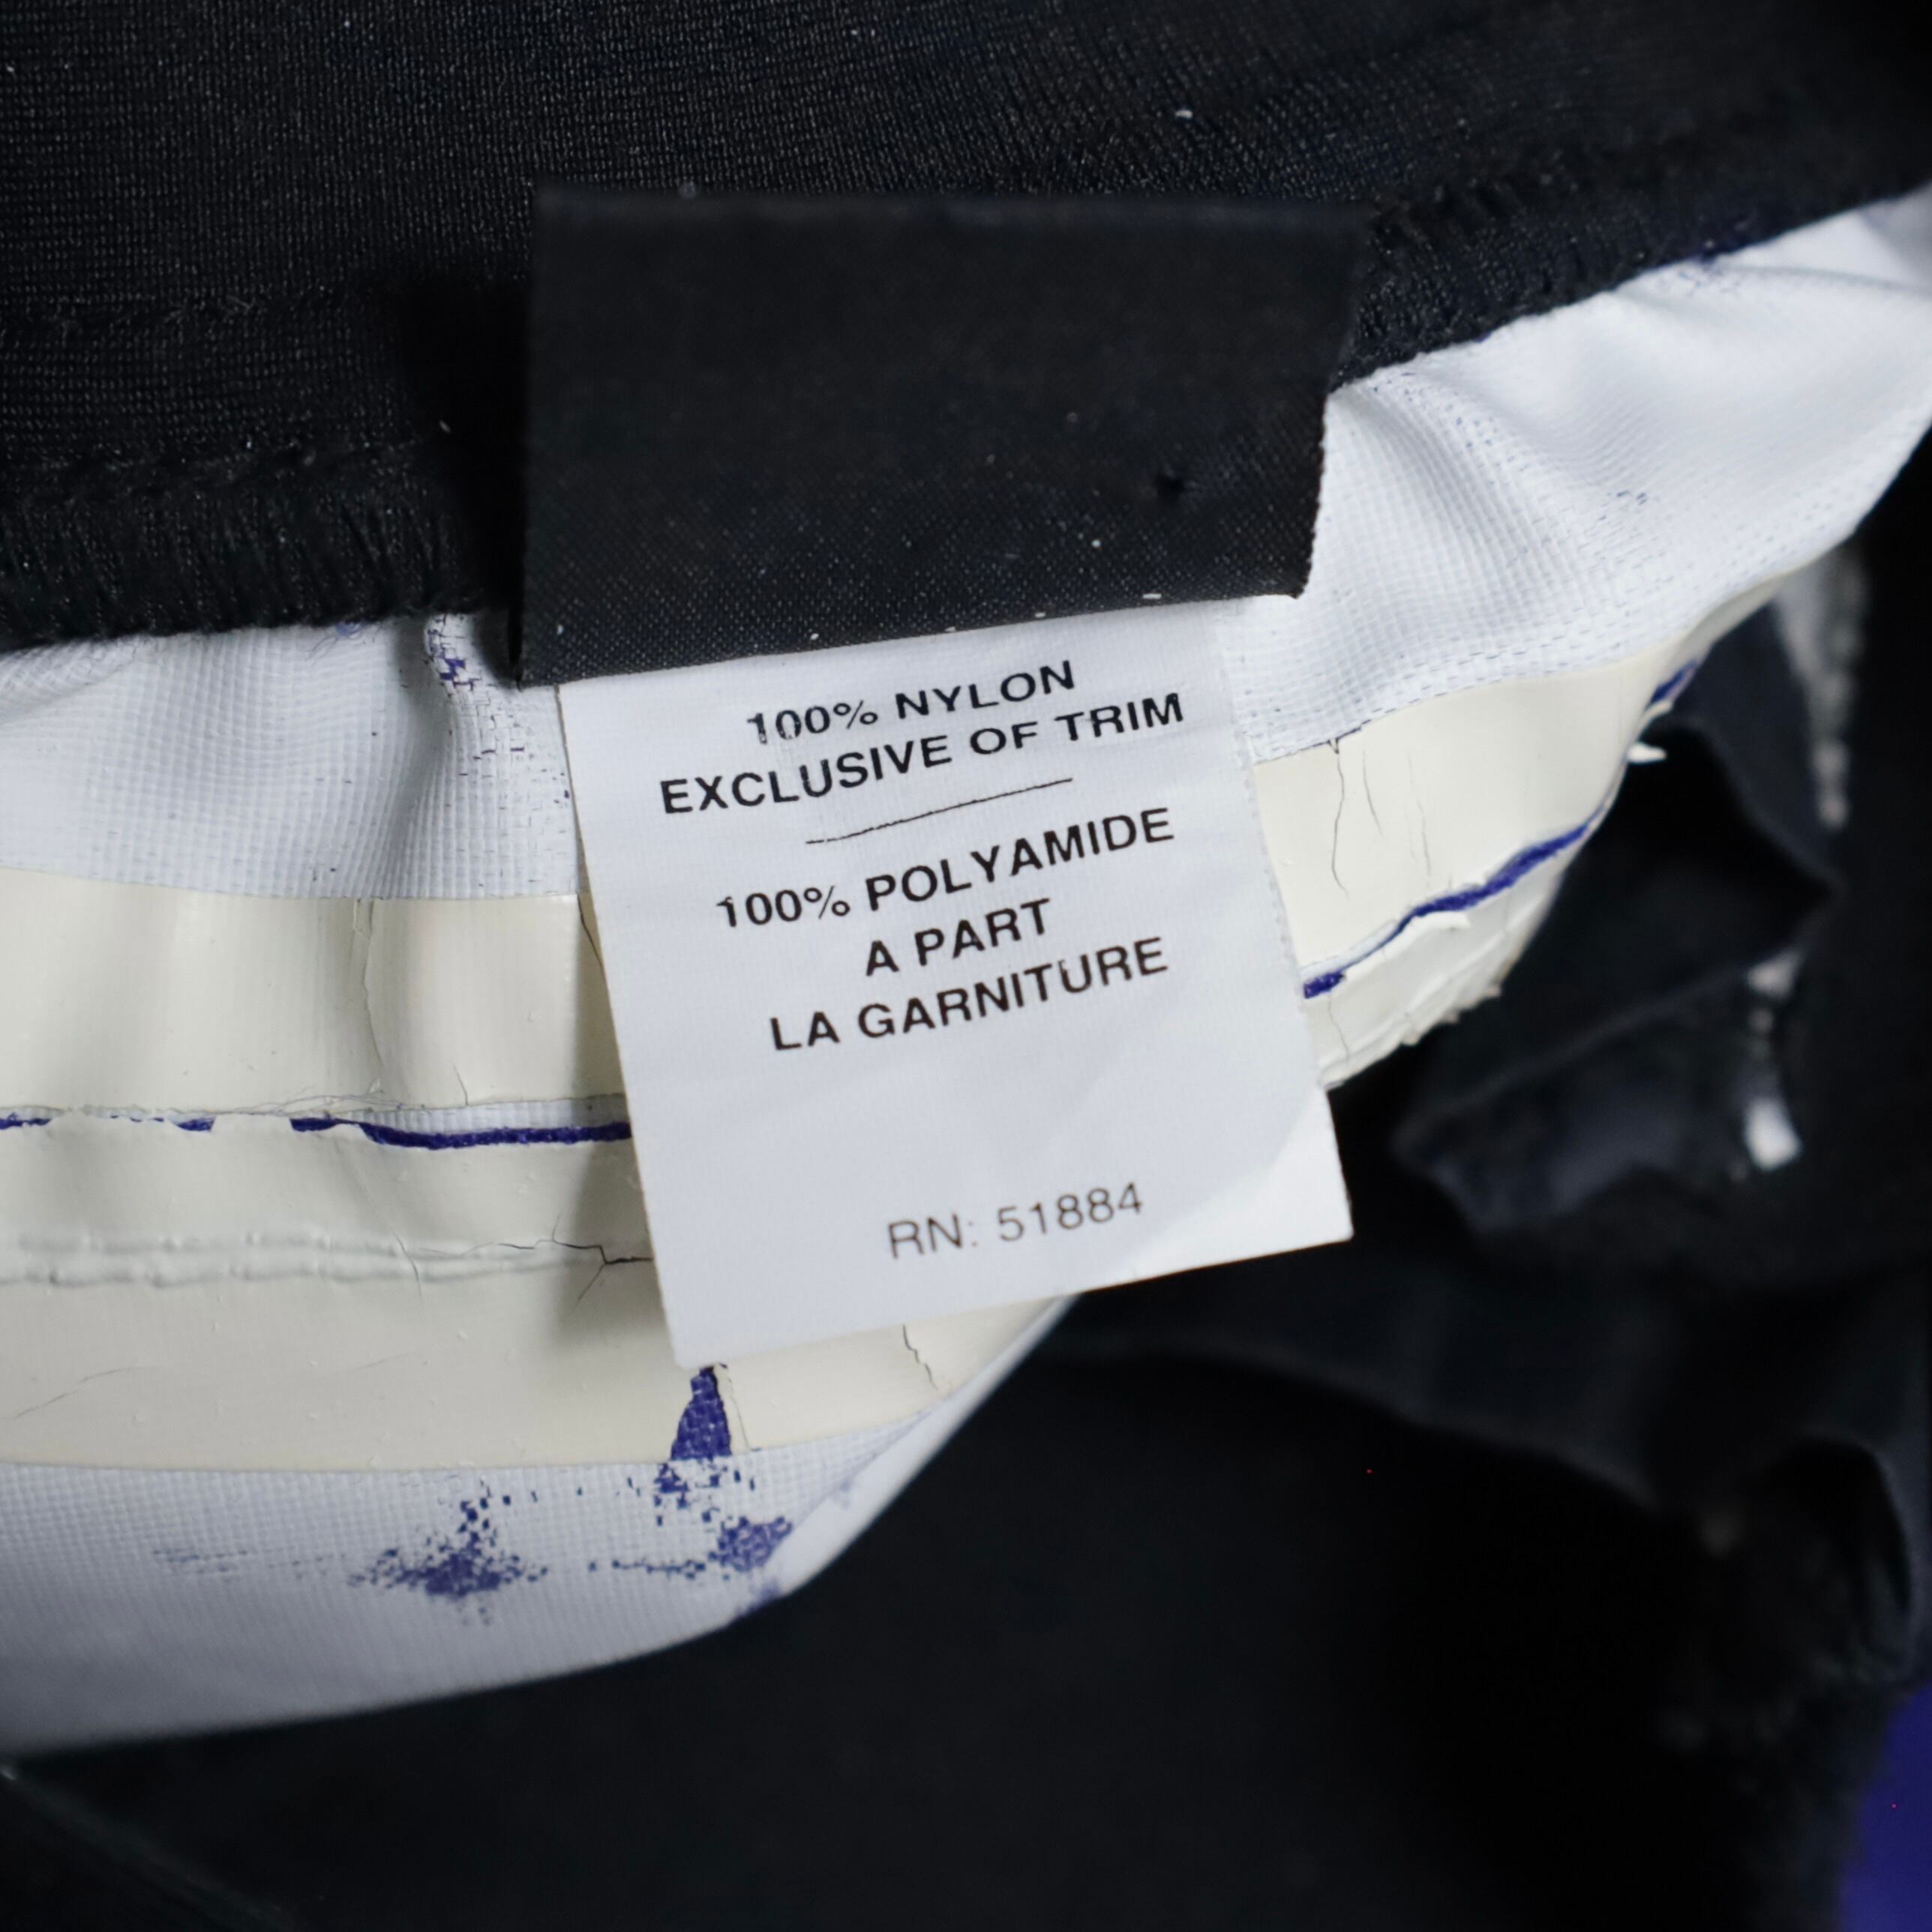 100% NYLON
EXCLUSIVE OF TRIM
100% POLYAMIDE
A PART
LA GARNITURE
RN: 51884